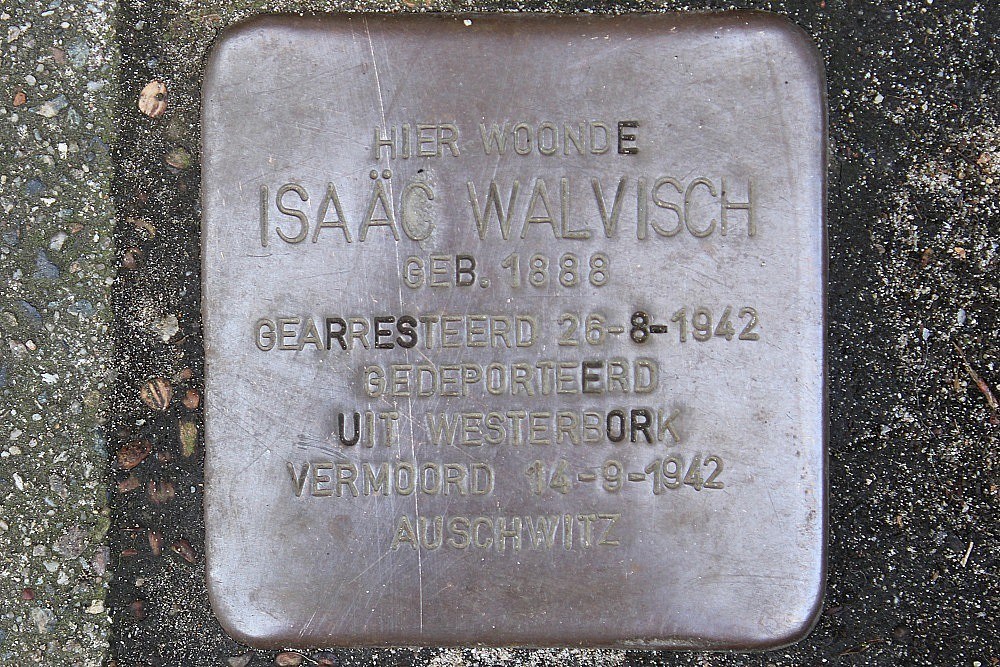 HIER WOONDE
ISAÄC WALVISCH
GEB. 1888
GEARRESTEERD 26-8-1942
GEDEPORTEERD
UIT WESTERBORK
VERMOORD 14-9-1942
AUSCHWITZ